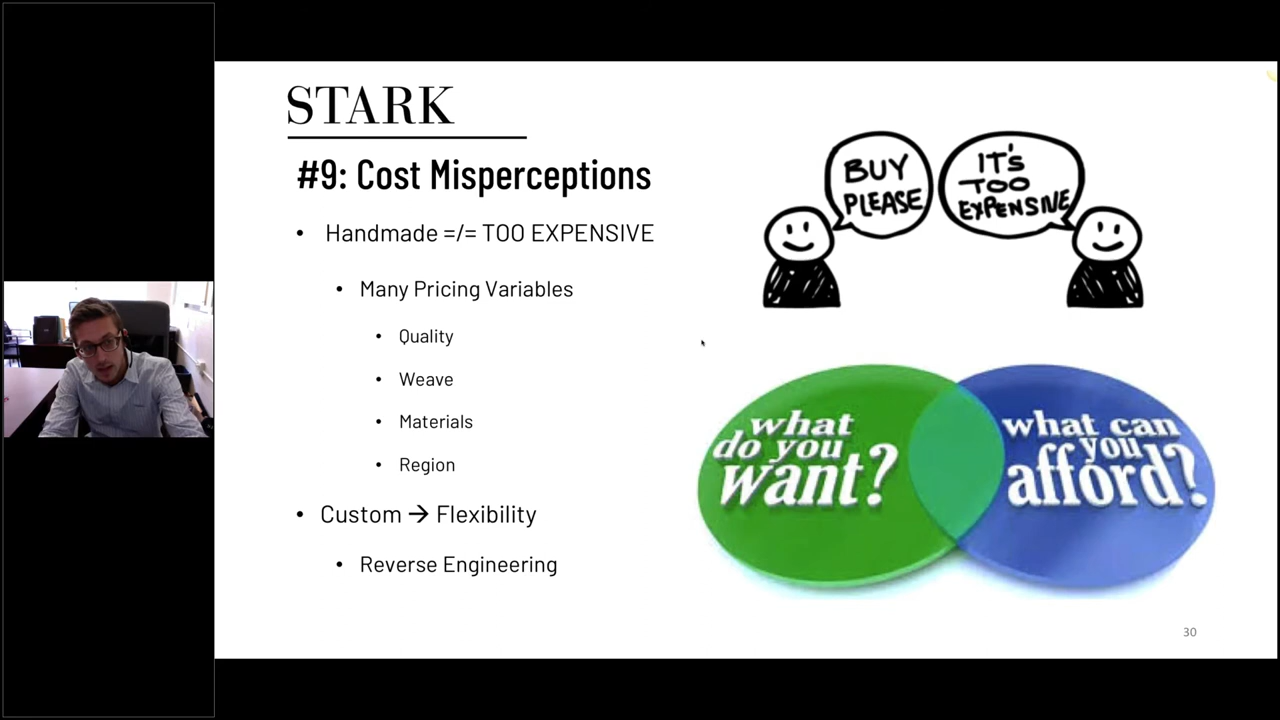 STARK
#9: Cost Misperceptions
• Handmade =/= TOO EXPENSIVE
• Many Pricing Variables
• Quality
• Weave
• Materials
• Region
• Custom → Flexibility
• Reverse Engineering
BUY
PLEASE
IT'S
TOO
EXPENSIVE
what
do you
want?
what can
you
afford?
30